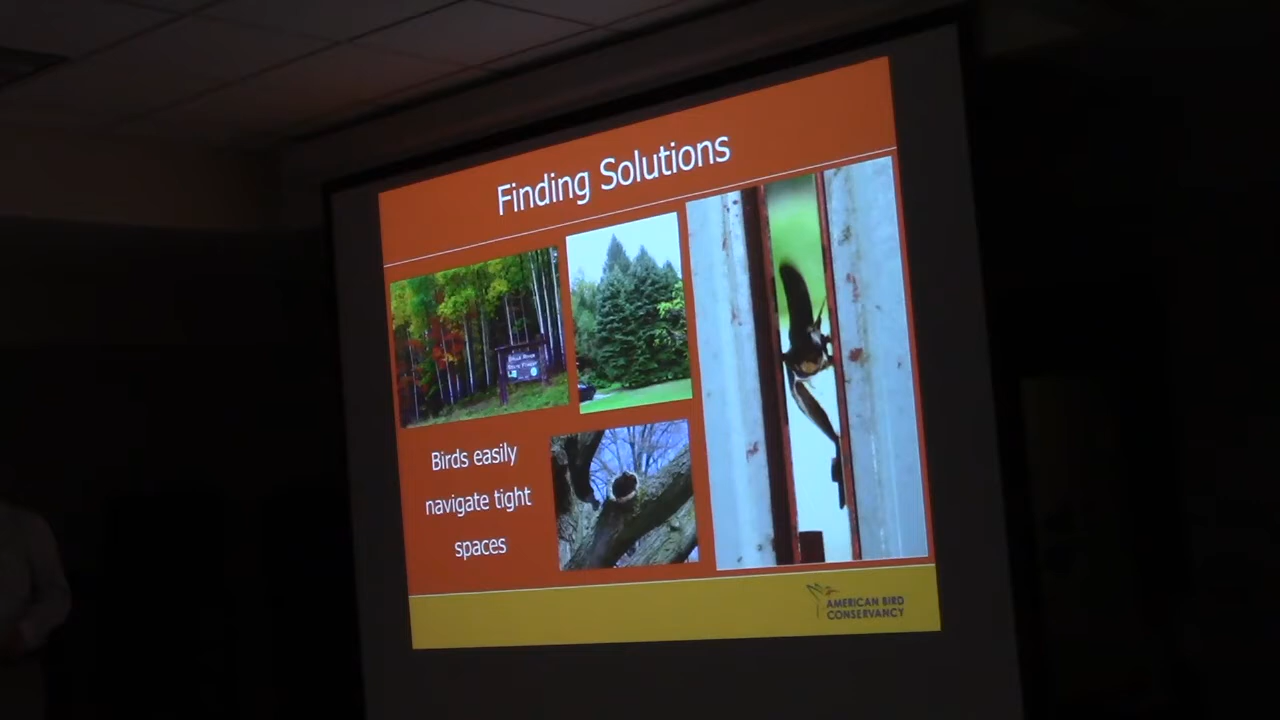 Finding Solutions
Birds easily
navigate tight
spaces
AMERICAN BIRD
CONSERVANCY